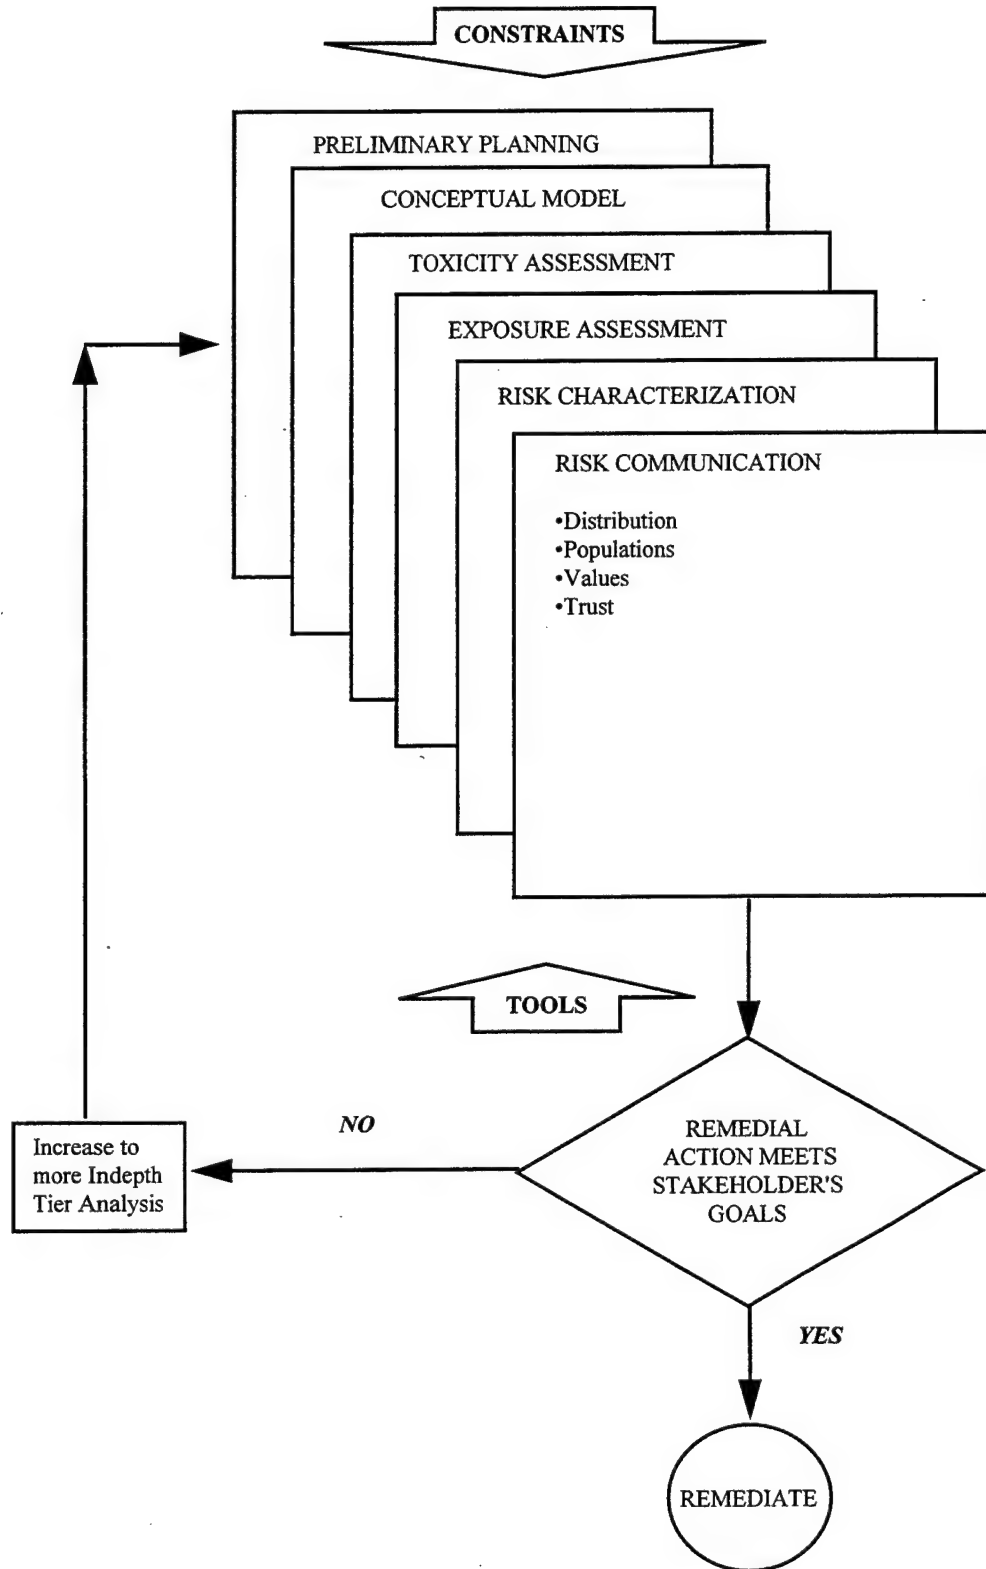 CONSTRAINTS
PRELIMINARY PLANNING
CONCEPTUAL MODEL
TOXICITY ASSESSMENT
EXPOSURE ASSESSMENT
RISK CHARACTERIZATION
RISK COMMUNICATION
•Distribution
•Populations
•Values
•Trust
TOOLS
REMEDIAL
ACTION MEETS
STAKEHOLDER'S
GOALS
NO
Increase to
more Indepth
Tier Analysis
YES
REMEDIATE